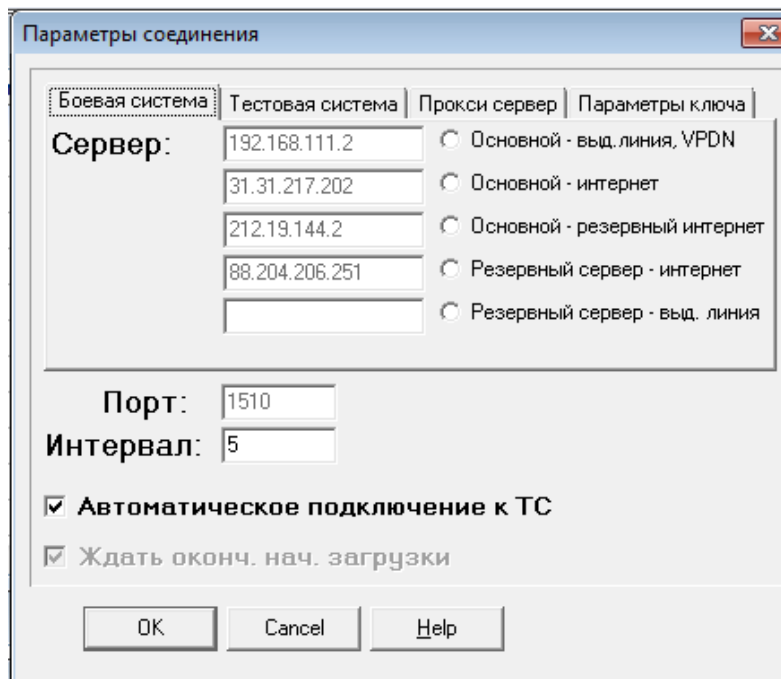 Параметры соединения
Боевая система Тестовая система Прокси сервер Параметры ключа
Сервер: 192.168.111.2 Основной - выд.линия, VPDN
31.31.217.202 Основной - интернет
212.19.144.2 Основной - резервный интернет
88.204.206.251 Резервный сервер - интернет
Резервный сервер - выд. линия
Порт: 1510
Интервал: 5
Автоматическое подключение к ТС
Ждать оконч. нач. загрузки
OK Cancel Help